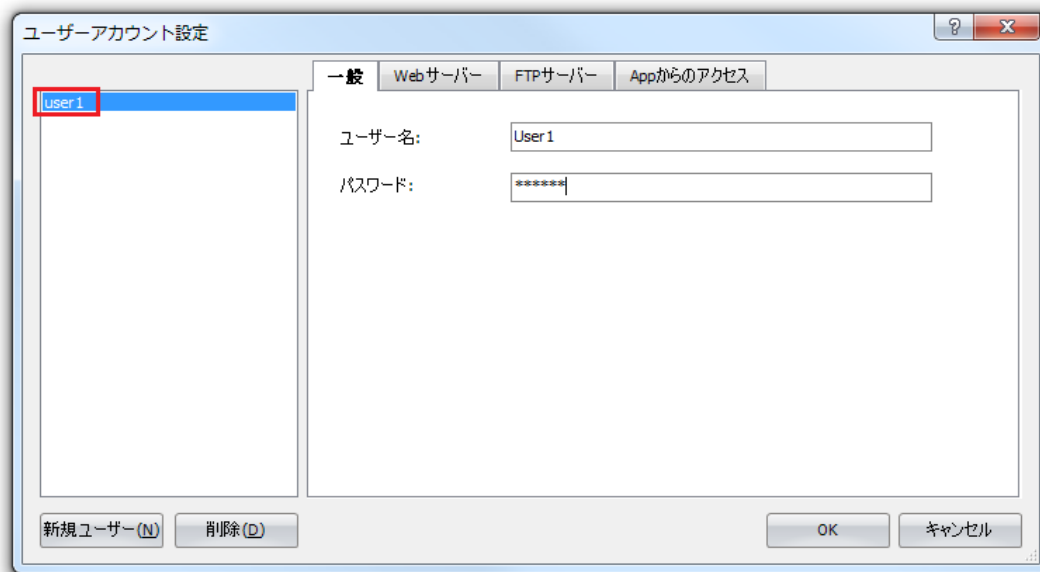 ユーザーアカウント設定
一般 Webサーバー FTPサーバー Appからのアクセス
user1
ユーザー名: User1
パスワード: ******
新規ユーザー(N) 削除(D) OK キャンセル